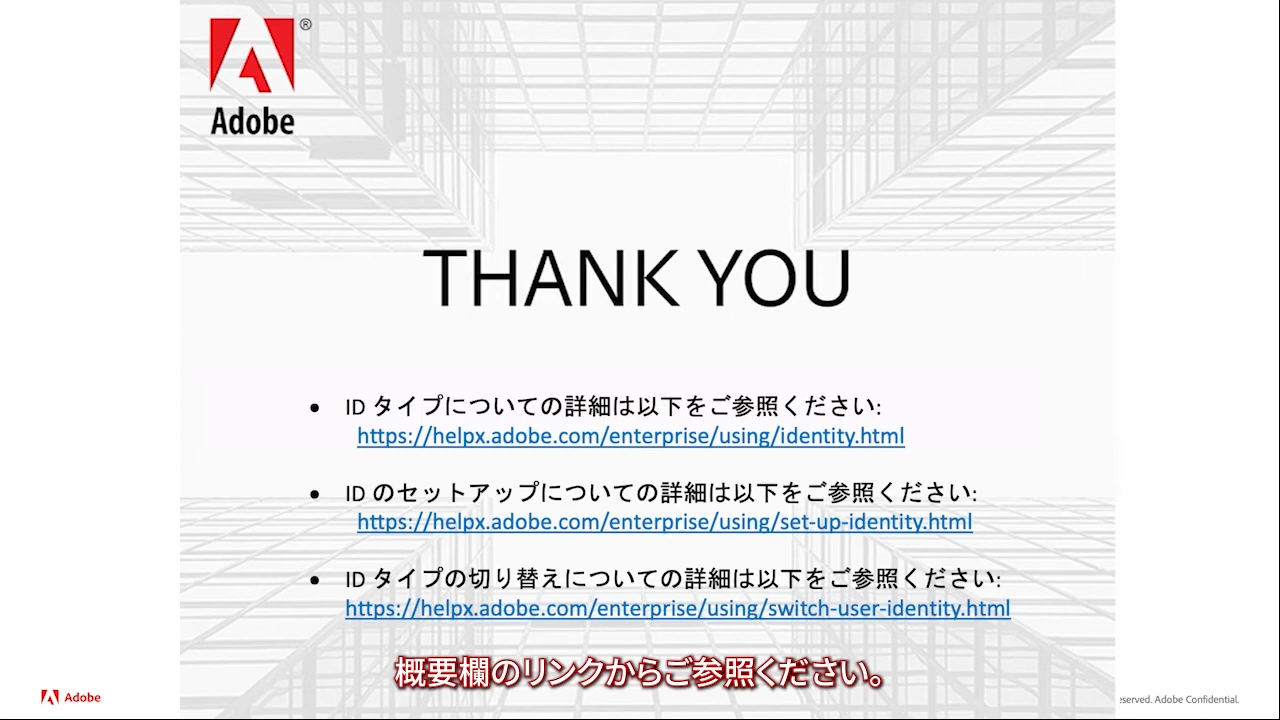 Adobe®
THANK YOU
• ID タイプについての詳細は以下をご参照ください:
https://helpx.adobe.com/enterprise/using/identity.html
• ID のセットアップについての詳細は以下をご参照ください:
https://helpx.adobe.com/enterprise/using/set-up-identity.html
• ID タイプの切り替えについての詳細は以下をご参照ください:
https://helpx.adobe.com/enterprise/using/switch-user-identity.html
概要欄のリンクからご参照ください。
Adobe
served. Adobe Confidential.